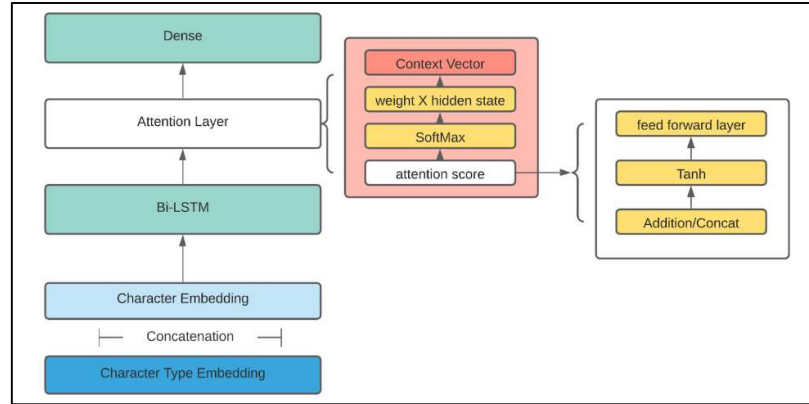 Dense
Attention Layer
Bi-LSTM
Character Embedding
Concatenation
Character Type Embedding
Context Vector
weight X hidden state
SoftMax
attention score
feed forward layer
Tanh
Addition/Concat